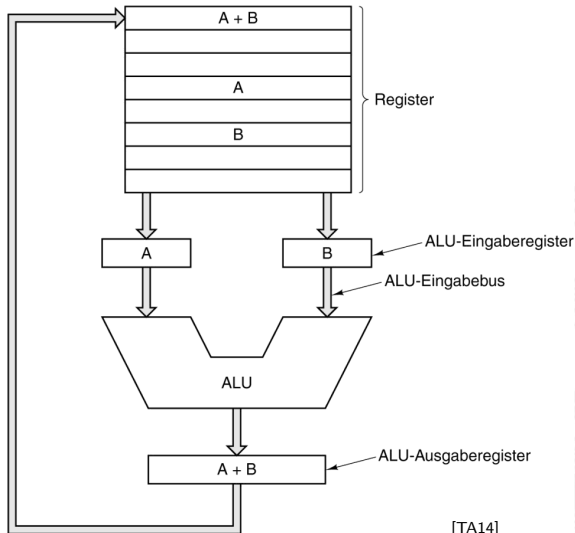 A + B
A
Register
B
A
B
ALU-Eingaberegister
ALU-Eingabebus
ALU
A + B
ALU-Ausgaberegister
[TA14]